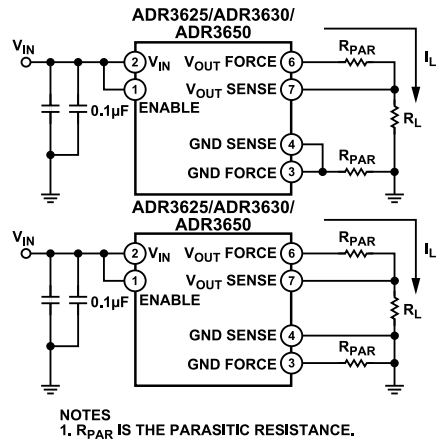 ADR3625/ADR3630/
ADR3650
VIN
2 VIN
VOUT FORCE 6
RPAR
IL
1
VOUT SENSE 7
0.1µF
ENABLE
RL
GND SENSE 4
RPAR
GND FORCE 3
ADR3625/ADR3630/
ADR3650
VIN
2 VIN
VOUT FORCE 6
RPAR
IL
1
VOUT SENSE 7
0.1µF
ENABLE
RL
GND SENSE 4
RPAR
GND FORCE 3
NOTES
1. RPAR IS THE PARASITIC RESISTANCE.